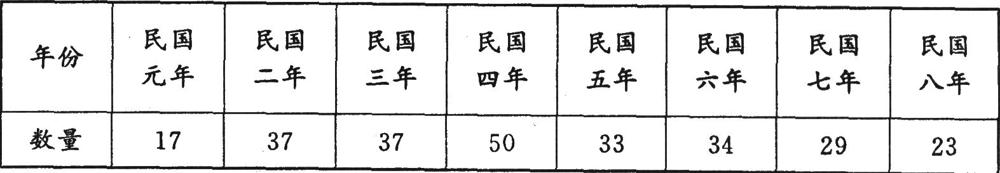 年份 民国元年 民国二年 民国三年 民国四年 民国五年 民国六年 民国七年 民国八年
数量 17 37 37 50 33 34 29 23